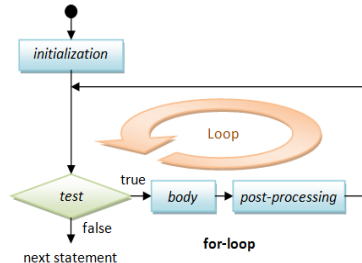 initialization
Loop
true
test
body
post-processing
false
for-loop
next statement